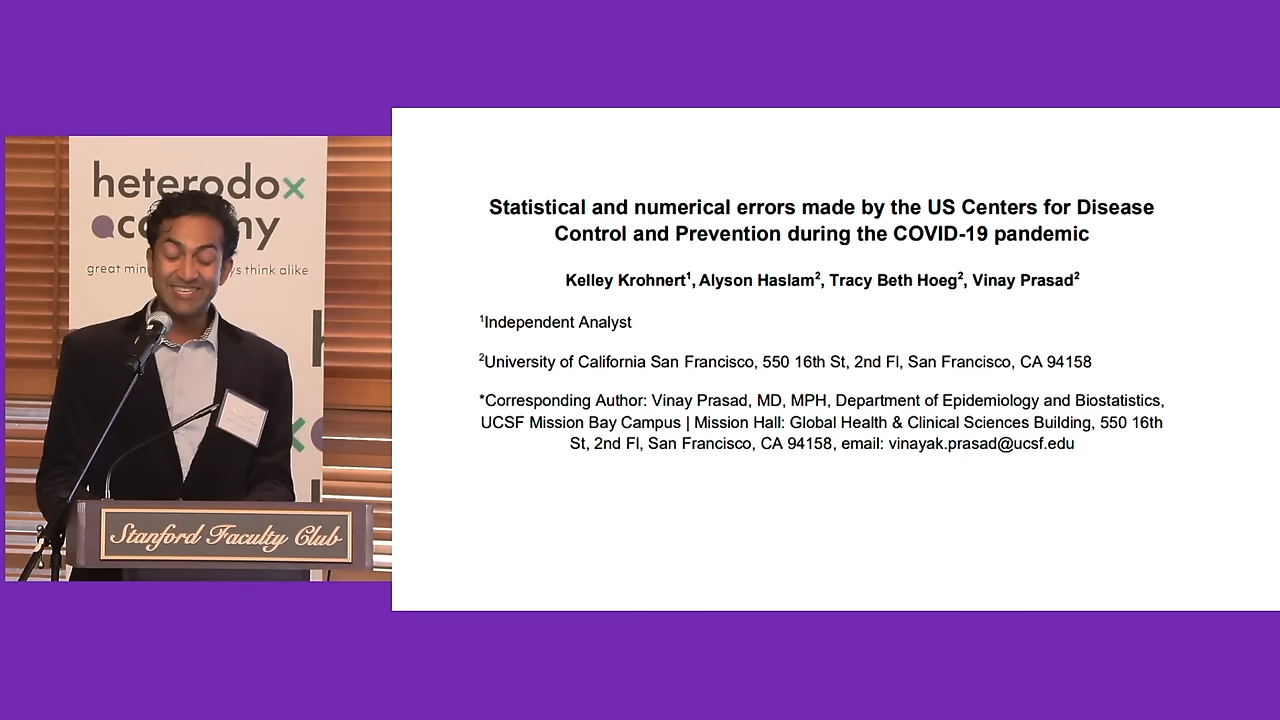 heterodox
academy
great min ys think alike
h
Stanford Faculty Club
Statistical and numerical errors made by the US Centers for Disease
Control and Prevention during the COVID-19 pandemic
Kelley Krohnert¹, Alyson Haslam², Tracy Beth Hoeg², Vinay Prasad²
¹Independent Analyst
²University of California San Francisco, 550 16th St, 2nd Fl, San Francisco, CA 94158
*Corresponding Author: Vinay Prasad, MD, MPH, Department of Epidemiology and Biostatistics,
UCSF Mission Bay Campus | Mission Hall: Global Health & Clinical Sciences Building, 550 16th
St, 2nd Fl, San Francisco, CA 94158, email: vinayak.prasad@ucsf.edu